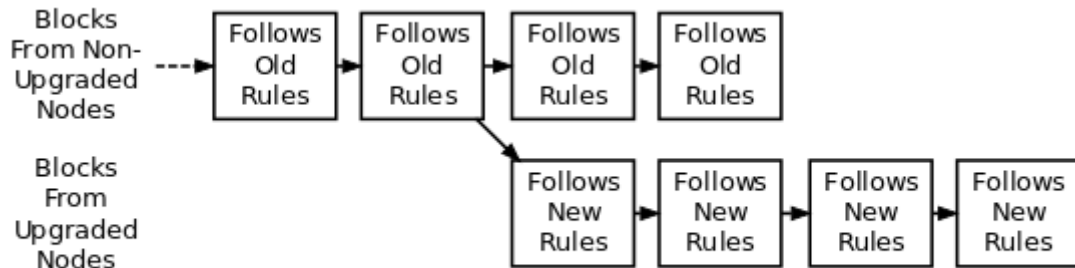 Blocks
From Non-
Upgraded
Nodes
Follows
Old
Rules
Follows
Old
Rules
Follows
Old
Rules
Follows
Old
Rules
Blocks
From
Upgraded
Nodes
Follows
New
Rules
Follows
New
Rules
Follows
New
Rules
Follows
New
Rules